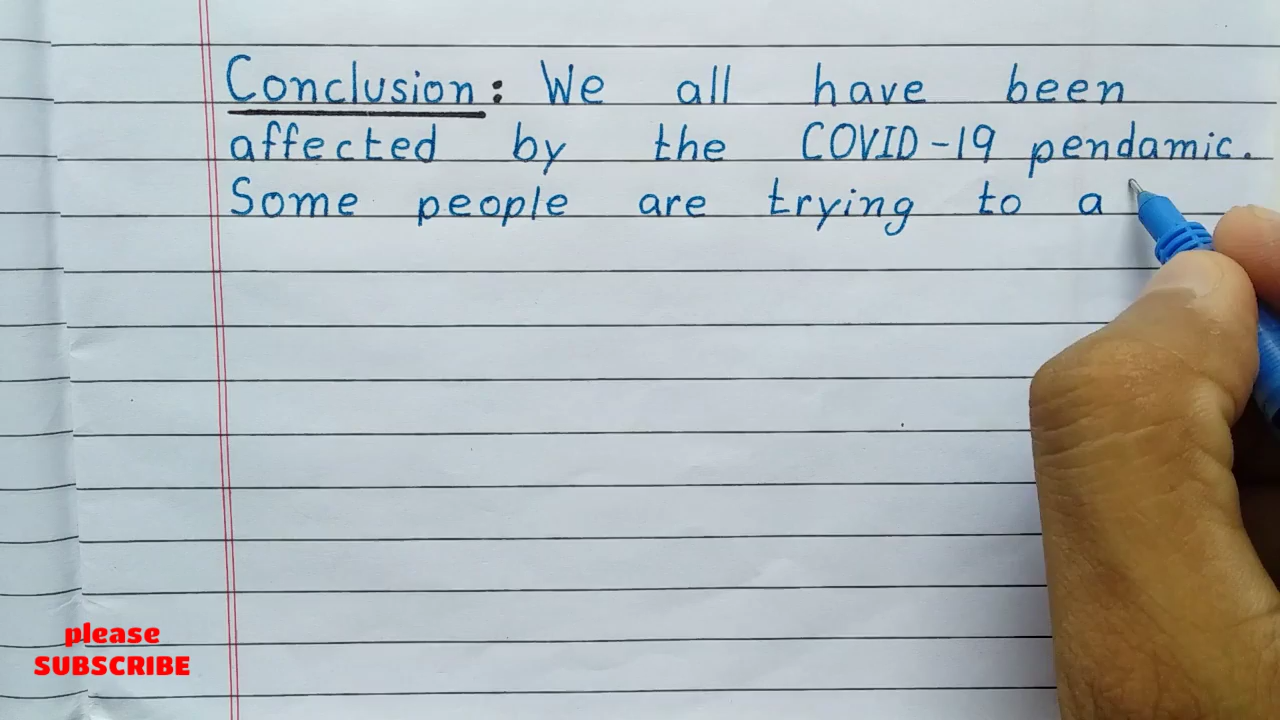 Conclusion: We all have been
affected by the COVID-19 pendamic.
Some people are trying to a
please
SUBSCRIBE